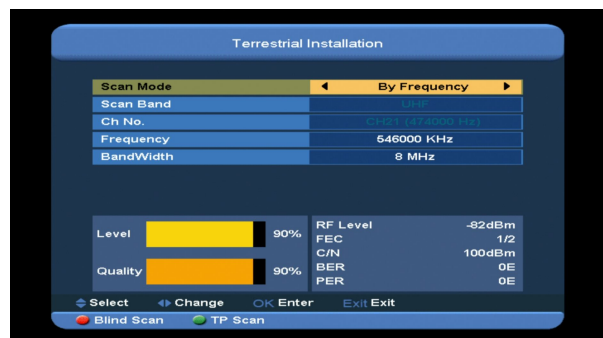 Terrestrial Installation
Scan Mode By Frequency
Scan Band UHF
Ch No. CH21 (474000 Hz)
Frequency 546000 KHz
BandWidth 8 MHz
Level 90%
Quality 90%
RF Level -82dBm
FEC 1/2
C/N 100dBm
BER 0E
PER 0E
Select Change OK Enter Exit Exit
Blind Scan TP Scan